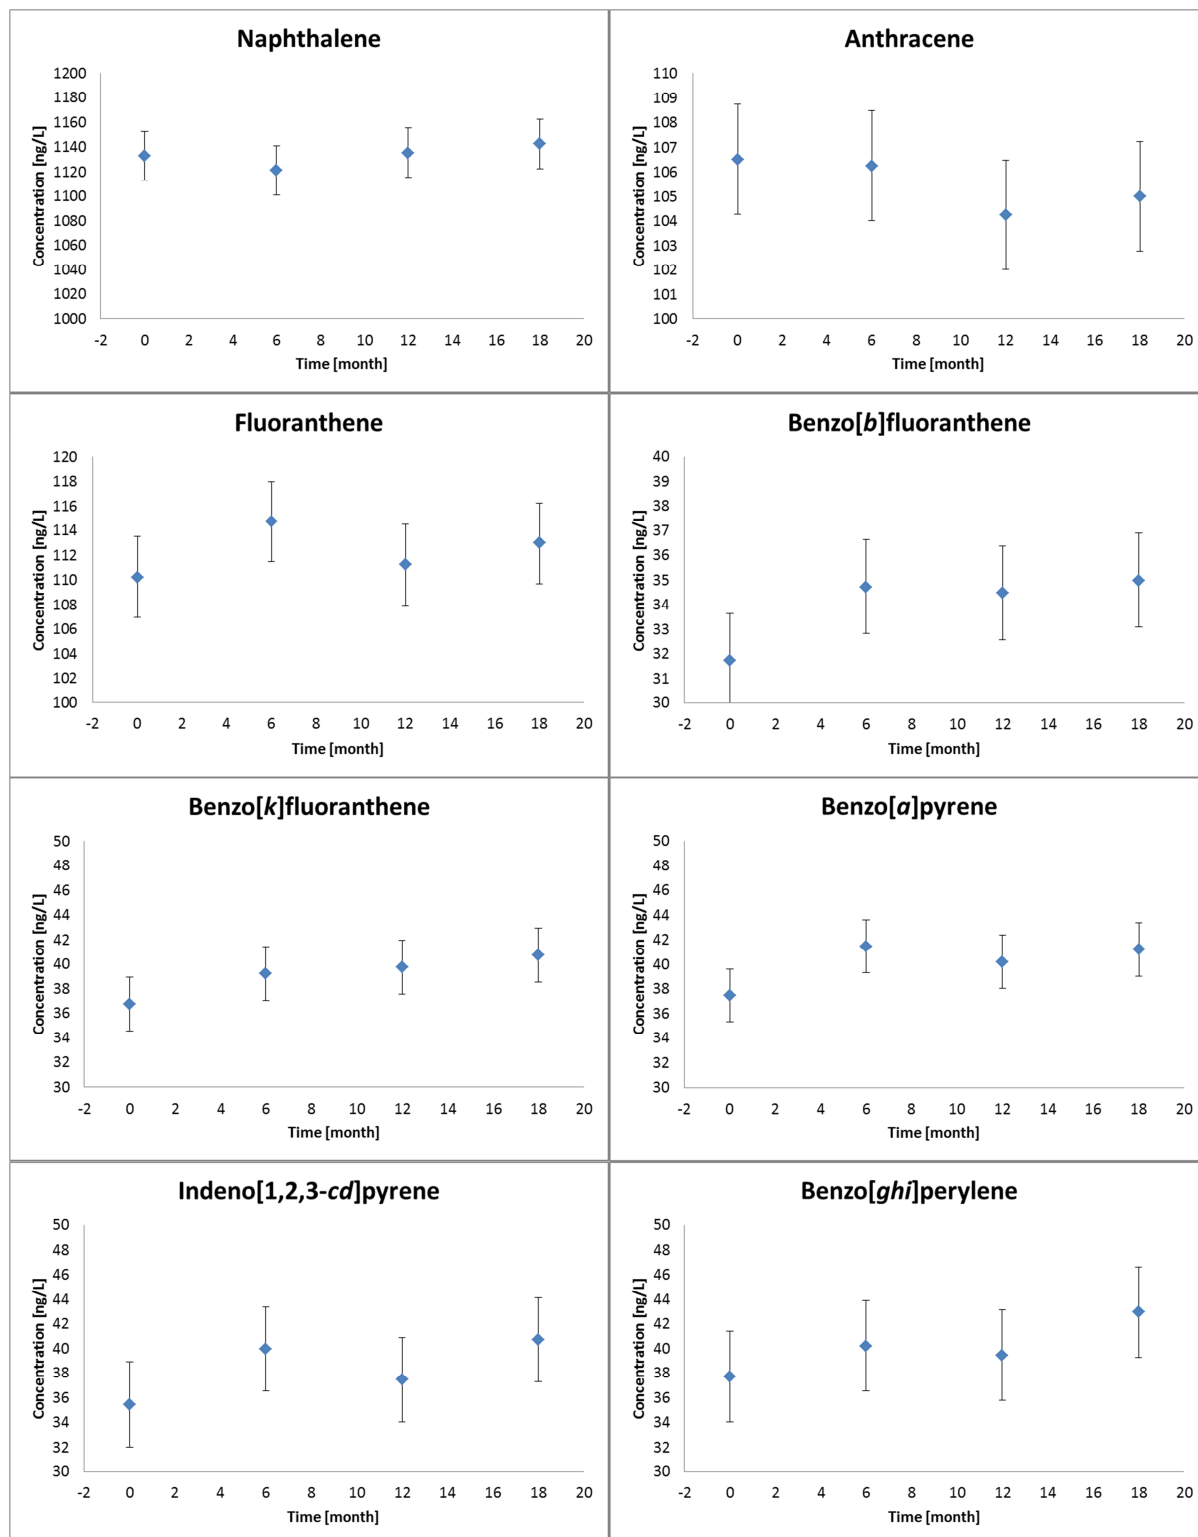 Naphthalene
Concentration [ng/L]
1200
1180
1160
1140
1120
1100
1080
1060
1040
1020
1000
-2 0 2 4 6 8 10 12 14 16 18 20
Time [month]
Anthracene
Concentration [ng/L]
110
109
108
107
106
105
104
103
102
101
100
-2 0 2 4 6 8 10 12 14 16 18 20
Time [month]
Fluoranthene
Concentration [ng/L]
120
118
116
114
112
110
108
106
104
102
100
-2 0 2 4 6 8 10 12 14 16 18 20
Time [month]
Benzo[b]fluoranthene
Concentration [ng/L]
40
39
38
37
36
35
34
33
32
31
30
-2 0 2 4 6 8 10 12 14 16 18 20
Time [month]
Benzo[k]fluoranthene
Concentration [ng/L]
50
48
46
44
42
40
38
36
34
32
30
-2 0 2 4 6 8 10 12 14 16 18 20
Time [month]
Benzo[a]pyrene
Concentration [ng/L]
50
48
46
44
42
40
38
36
34
32
30
-2 0 2 4 6 8 10 12 14 16 18 20
Time [month]
Indeno[1,2,3-cd]pyrene
Concentration [ng/L]
50
48
46
44
42
40
38
36
34
32
30
-2 0 2 4 6 8 10 12 14 16 18 20
Time [month]
Benzo[ghi]perylene
Concentration [ng/L]
50
48
46
44
42
40
38
36
34
32
30
-2 0 2 4 6 8 10 12 14 16 18 20
Time [month]